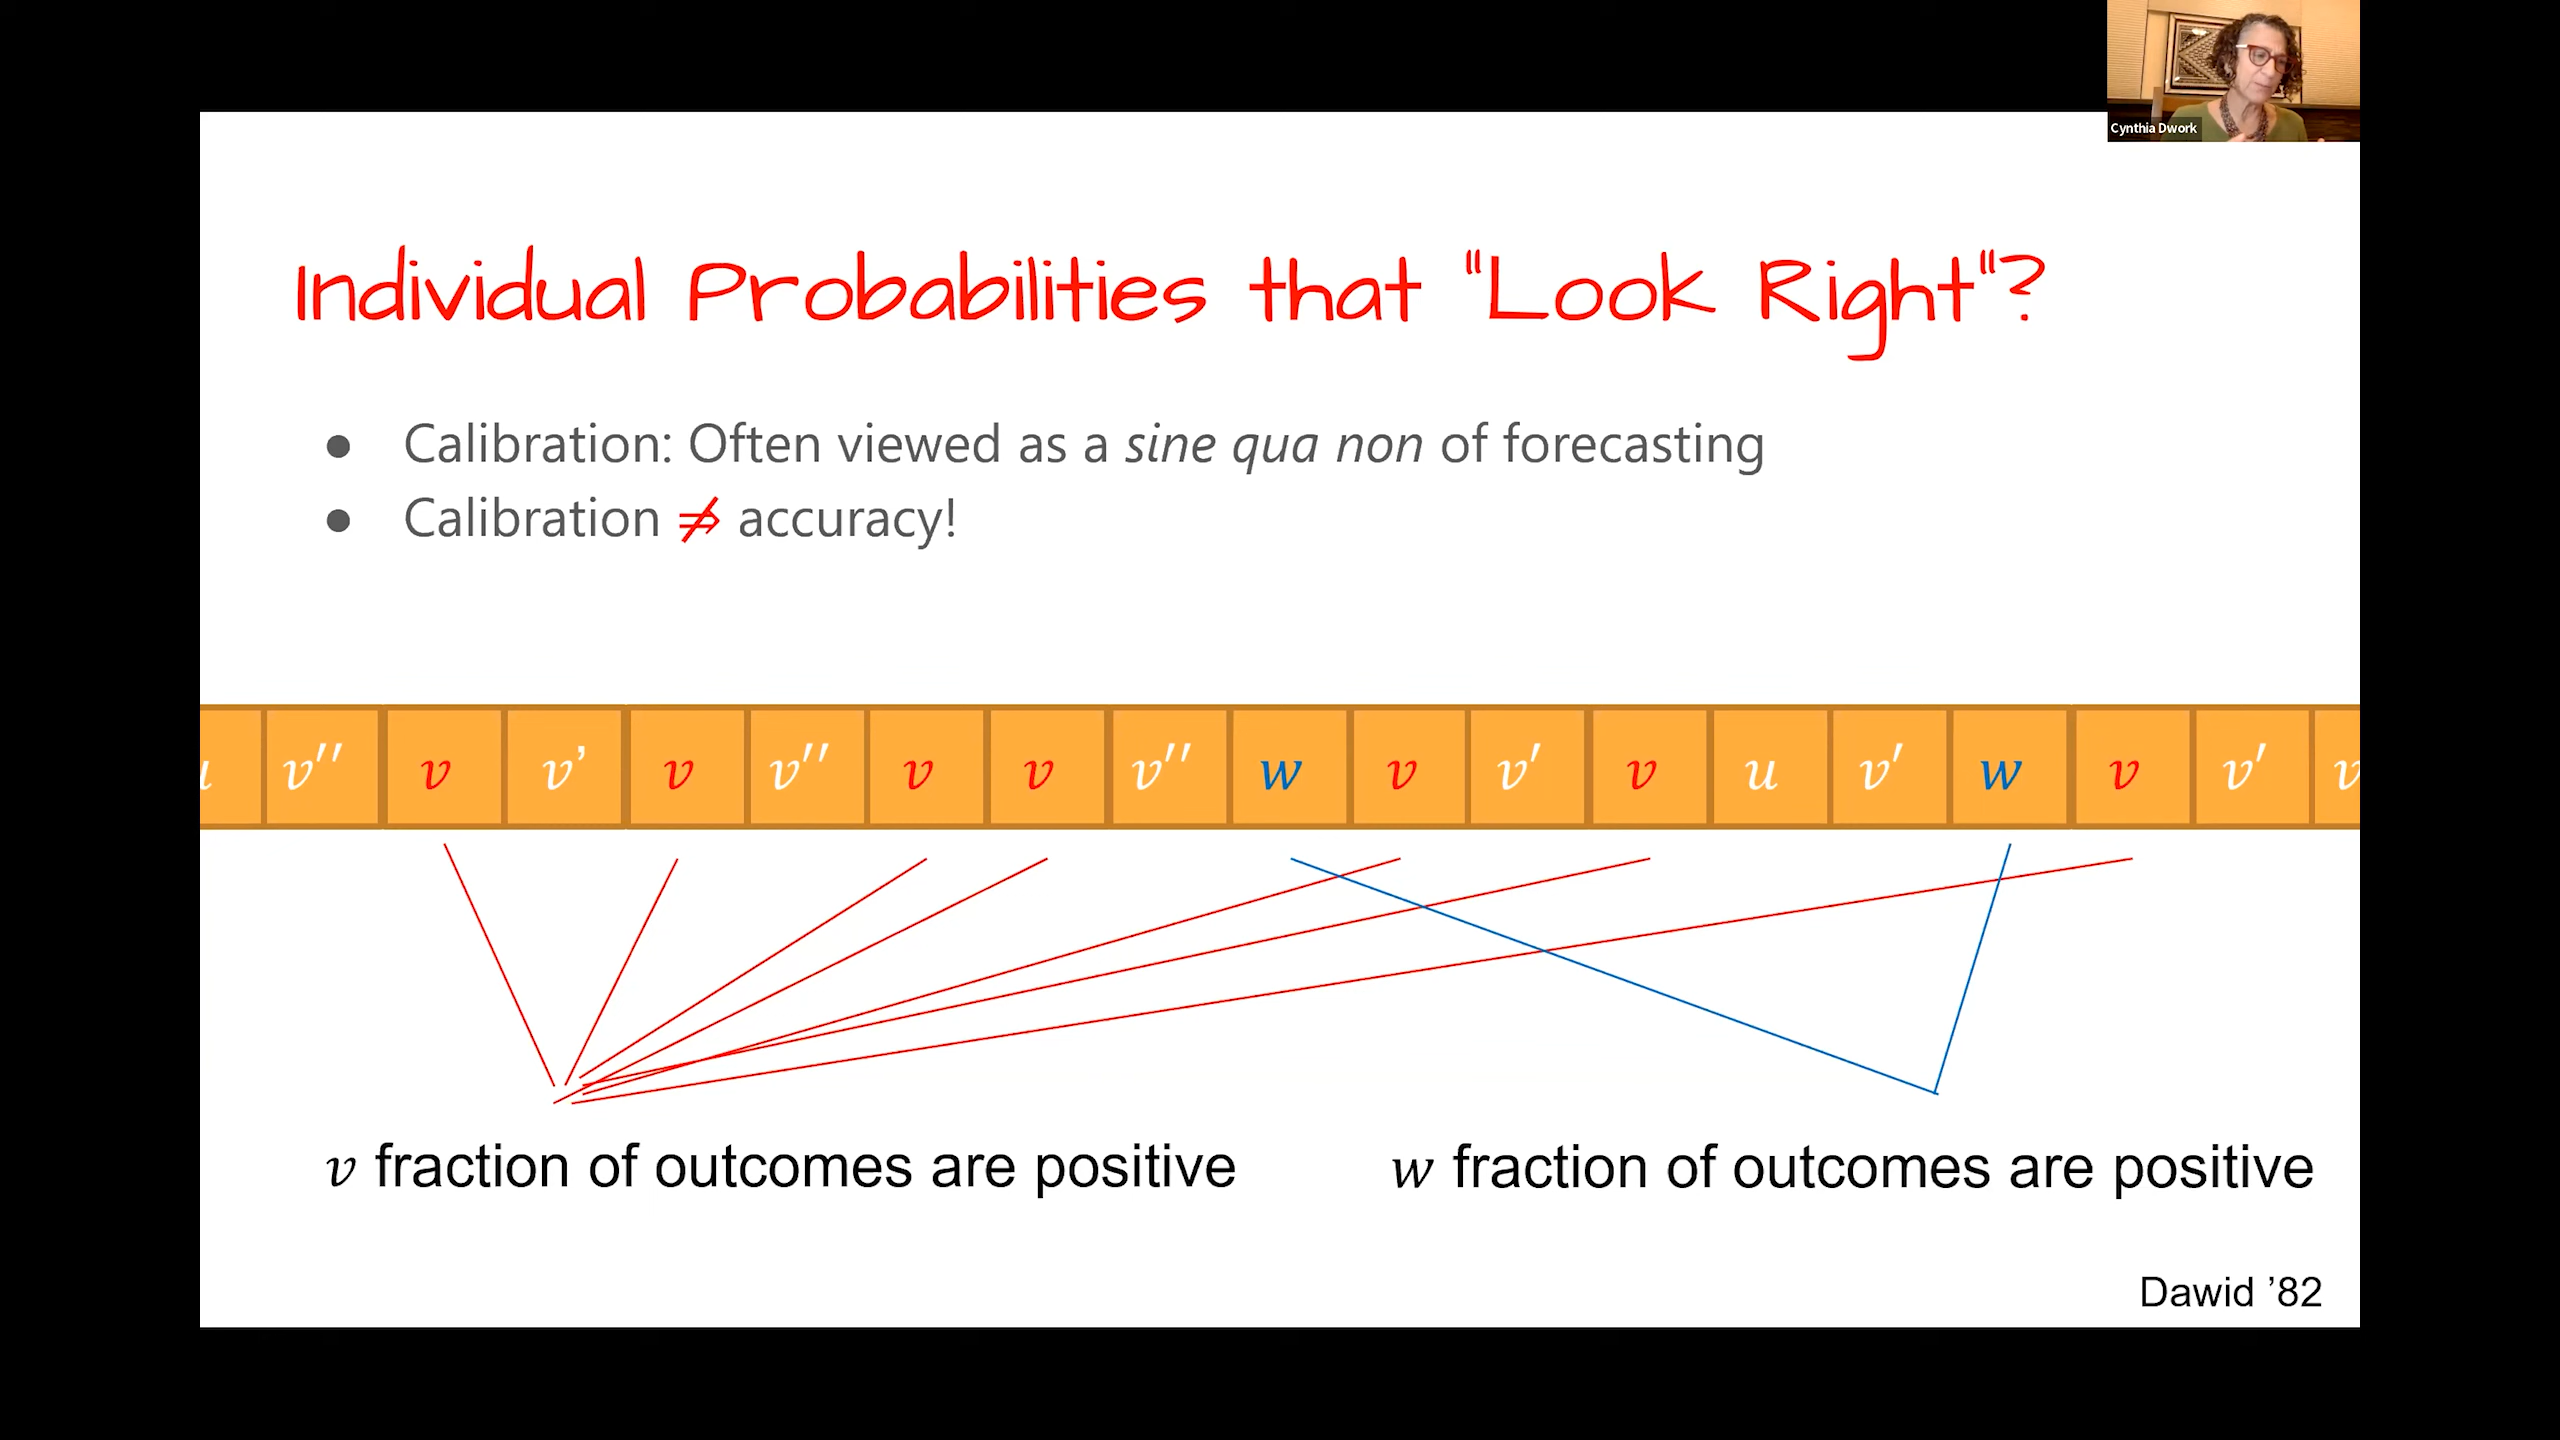 Cynthia Dwork
Individual Probabilities that "Look Right"?
● Calibration: Often viewed as a sine qua non of forecasting
● Calibration ⇏ accuracy!
v′′ v v’ v v′′ v v v′′ w v v′ v u v′ w v v′ v
v fraction of outcomes are positive w fraction of outcomes are positive
Dawid ’82